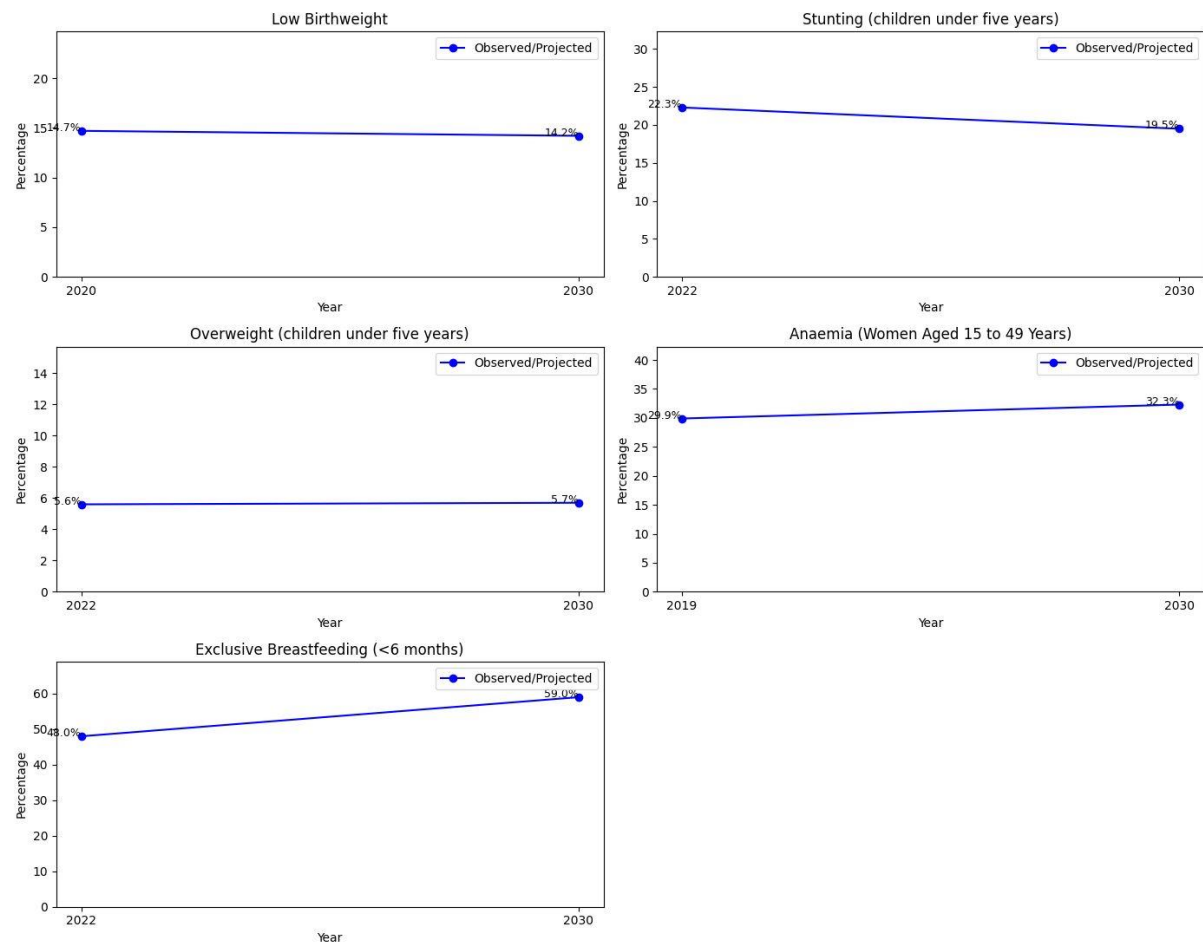 Low Birthweight
Observed/Projected
20
15
10
5
0
14.7%
14.2%
Percentage
2020
2030
Year
Stunting (children under five years)
Observed/Projected
30
25
20
15
10
5
0
22.3%
19.5%
Percentage
2022
2030
Year
Overweight (children under five years)
Observed/Projected
14
12
10
8
6
4
2
0
5.6%
5.7%
Percentage
2022
2030
Year
Anaemia (Women Aged 15 to 49 Years)
Observed/Projected
40
35
30
25
20
15
10
5
0
29.9%
32.3%
Percentage
2019
2030
Year
Exclusive Breastfeeding (<6 months)
Observed/Projected
60
50
40
30
20
10
0
48.0%
59.0%
Percentage
2022
2030
Year